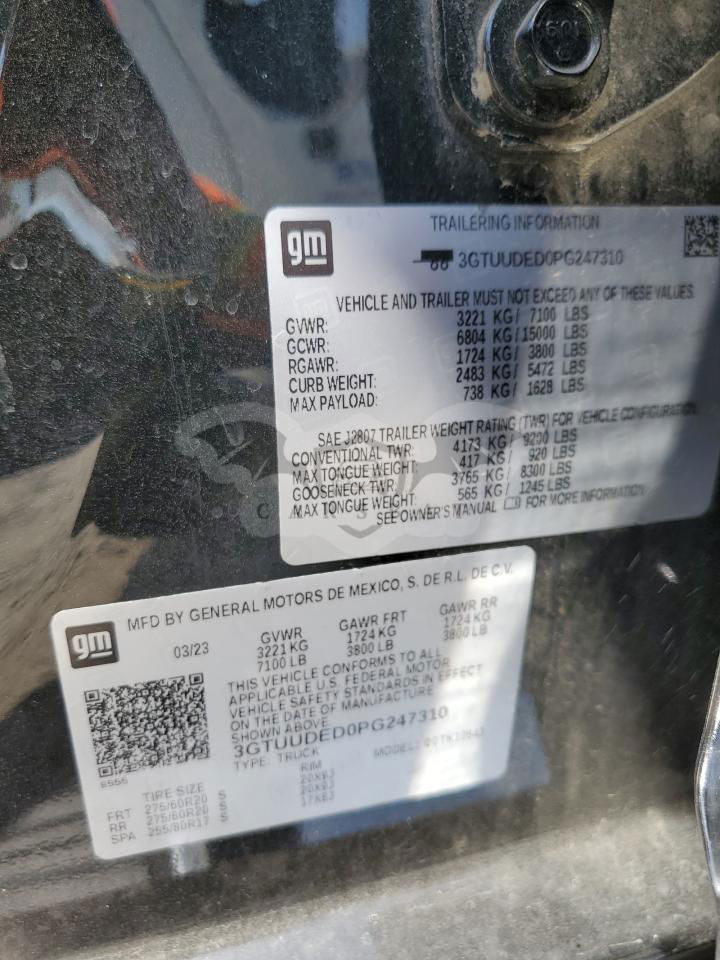 gm
TRAILERING INFORMATION
3GTUUDED0PG247310
VEHICLE AND TRAILER MUST NOT EXCEED ANY OF THESE VALUES.
GVWR: 3221 KG/ 7100 LBS
GCWR: 6804 KG/15000 LBS
RGAWR: 1724 KG/ 3800 LBS
CURB WEIGHT: 2483 KG/ 5472 LBS
MAX PAYLOAD: 738 KG/ 1628 LBS
SAE J2807 TRAILER WEIGHT RATING (TWR) FOR VEHICLE CONFIGURATION.
CONVENTIONAL TWR: 4173 KG/ 9200 LBS
MAX TONGUE WEIGHT: 417 KG/ 920 LBS
GOOSENECK TWR: 3765 KG/ 8300 LBS
MAX TONGUE WEIGHT: 565 KG/ 1245 LBS
SEE OWNER'S MANUAL FOR MORE INFORMATION
gm
MFD BY GENERAL MOTORS DE MEXICO, S. DE R.L. DE C.V.
03/23 GVWR GAWR FRT GAWR RR
3221 KG 1724 KG 1724 KG
7100 LB 3800 LB 3800 LB
THIS VEHICLE CONFORMS TO ALL
APPLICABLE U.S. FEDERAL MOTOR
VEHICLE SAFETY STANDARDS IN EFFECT
ON THE DATE OF MANUFACTURE
SHOWN ABOVE
3GTUUDED0PG247310
TYPE: TRUCK MODEL:
TIRE SIZE RIM
FRT 275/60R20 S 20X9J
RR 275/60R20 S 20X9J
SPA 255/80R17 S 17X8J